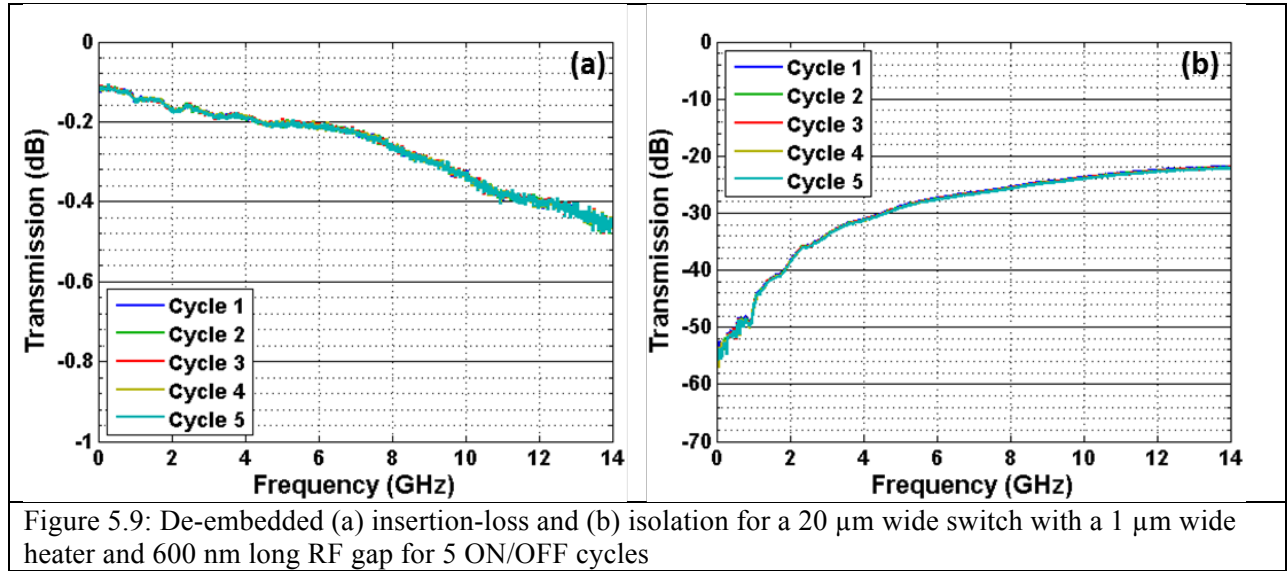 (a)
Transmission (dB)
0
-0.2
-0.4
-0.6
-0.8
-1
Cycle 1
Cycle 2
Cycle 3
Cycle 4
Cycle 5
0 2 4 6 8 10 12 14
Frequency (GHz)
(b)
Transmission (dB)
0
-10
-20
-30
-40
-50
-60
-70
Cycle 1
Cycle 2
Cycle 3
Cycle 4
Cycle 5
0 2 4 6 8 10 12 14
Frequency (GHz)
Figure 5.9: De-embedded (a) insertion-loss and (b) isolation for a 20 µm wide switch with a 1 µm wide
heater and 600 nm long RF gap for 5 ON/OFF cycles